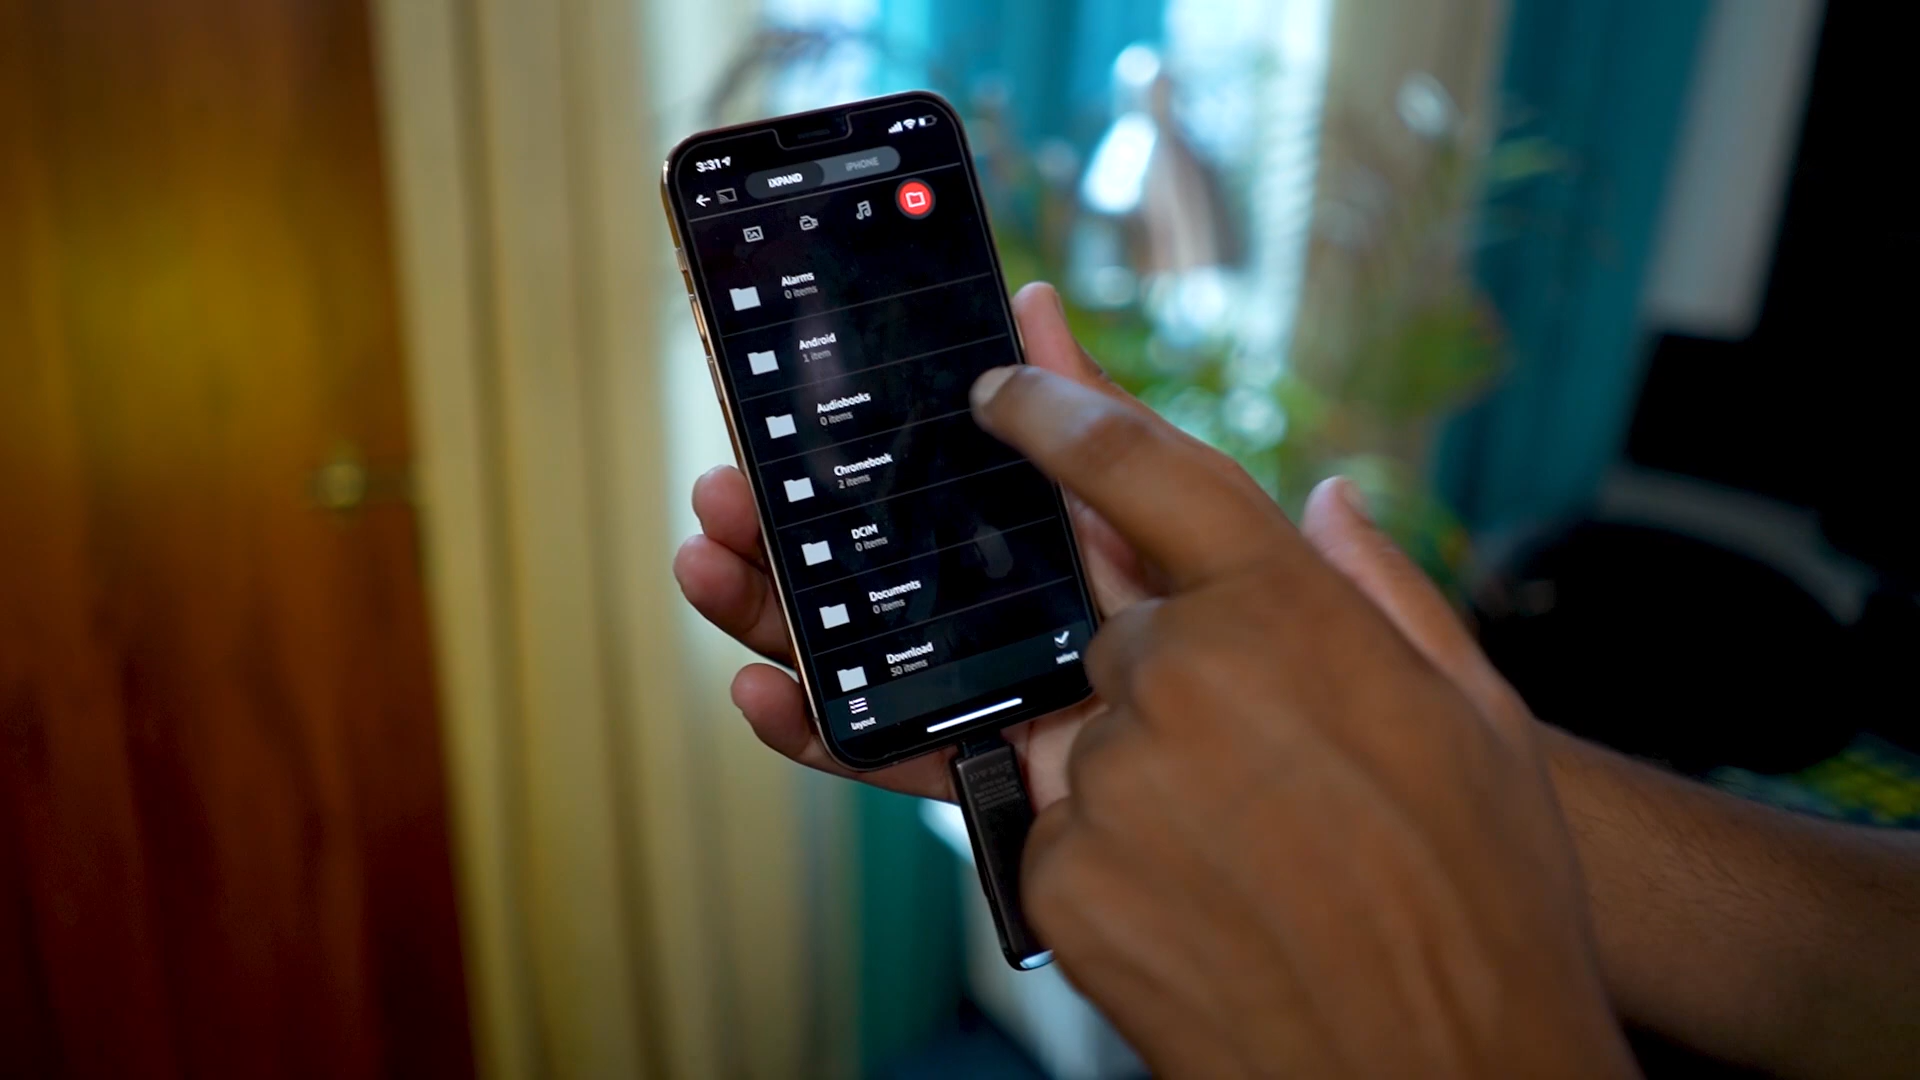 3:31
iXPAND
iPHONE
Alarms
0 items
Android
1 item
Audiobooks
0 items
Chromebook
2 items
DCIM
0 items
Documents
0 items
Download
50 items
select
layout